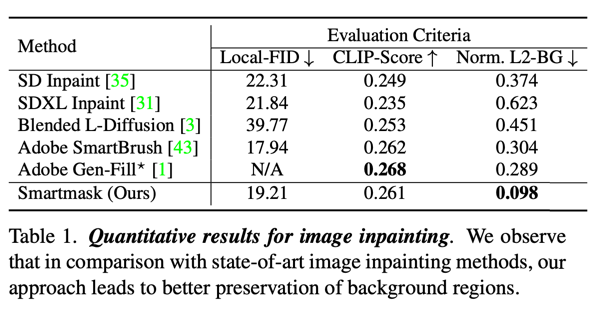 Method Evaluation Criteria
Local-FID ↓ CLIP-Score ↑ Norm. L2-BG ↓
SD Inpaint [35] 22.31 0.249 0.374
SDXL Inpaint [31] 21.84 0.235 0.623
Blended L-Diffusion [3] 39.77 0.253 0.451
Adobe SmartBrush [43] 17.94 0.262 0.304
Adobe Gen-Fill* [1] N/A 0.268 0.289
Smartmask (Ours) 19.21 0.261 0.098
Table 1. Quantitative results for image inpainting. We observe
that in comparison with state-of-art image inpainting methods, our
approach leads to better preservation of background regions.